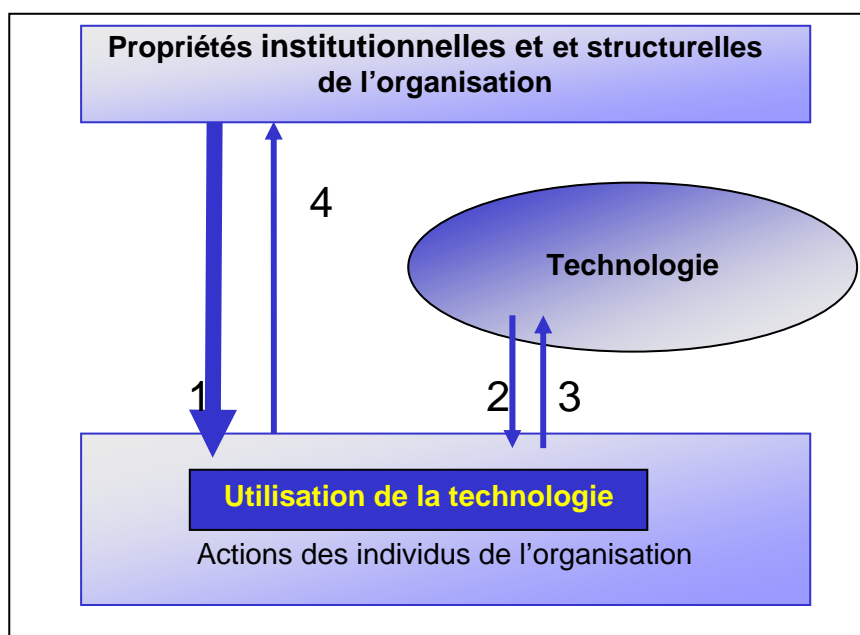 Propriétés institutionnelles et et structurelles
de l’organisation
4
Technologie
1
2
3
Utilisation de la technologie
Actions des individus de l’organisation